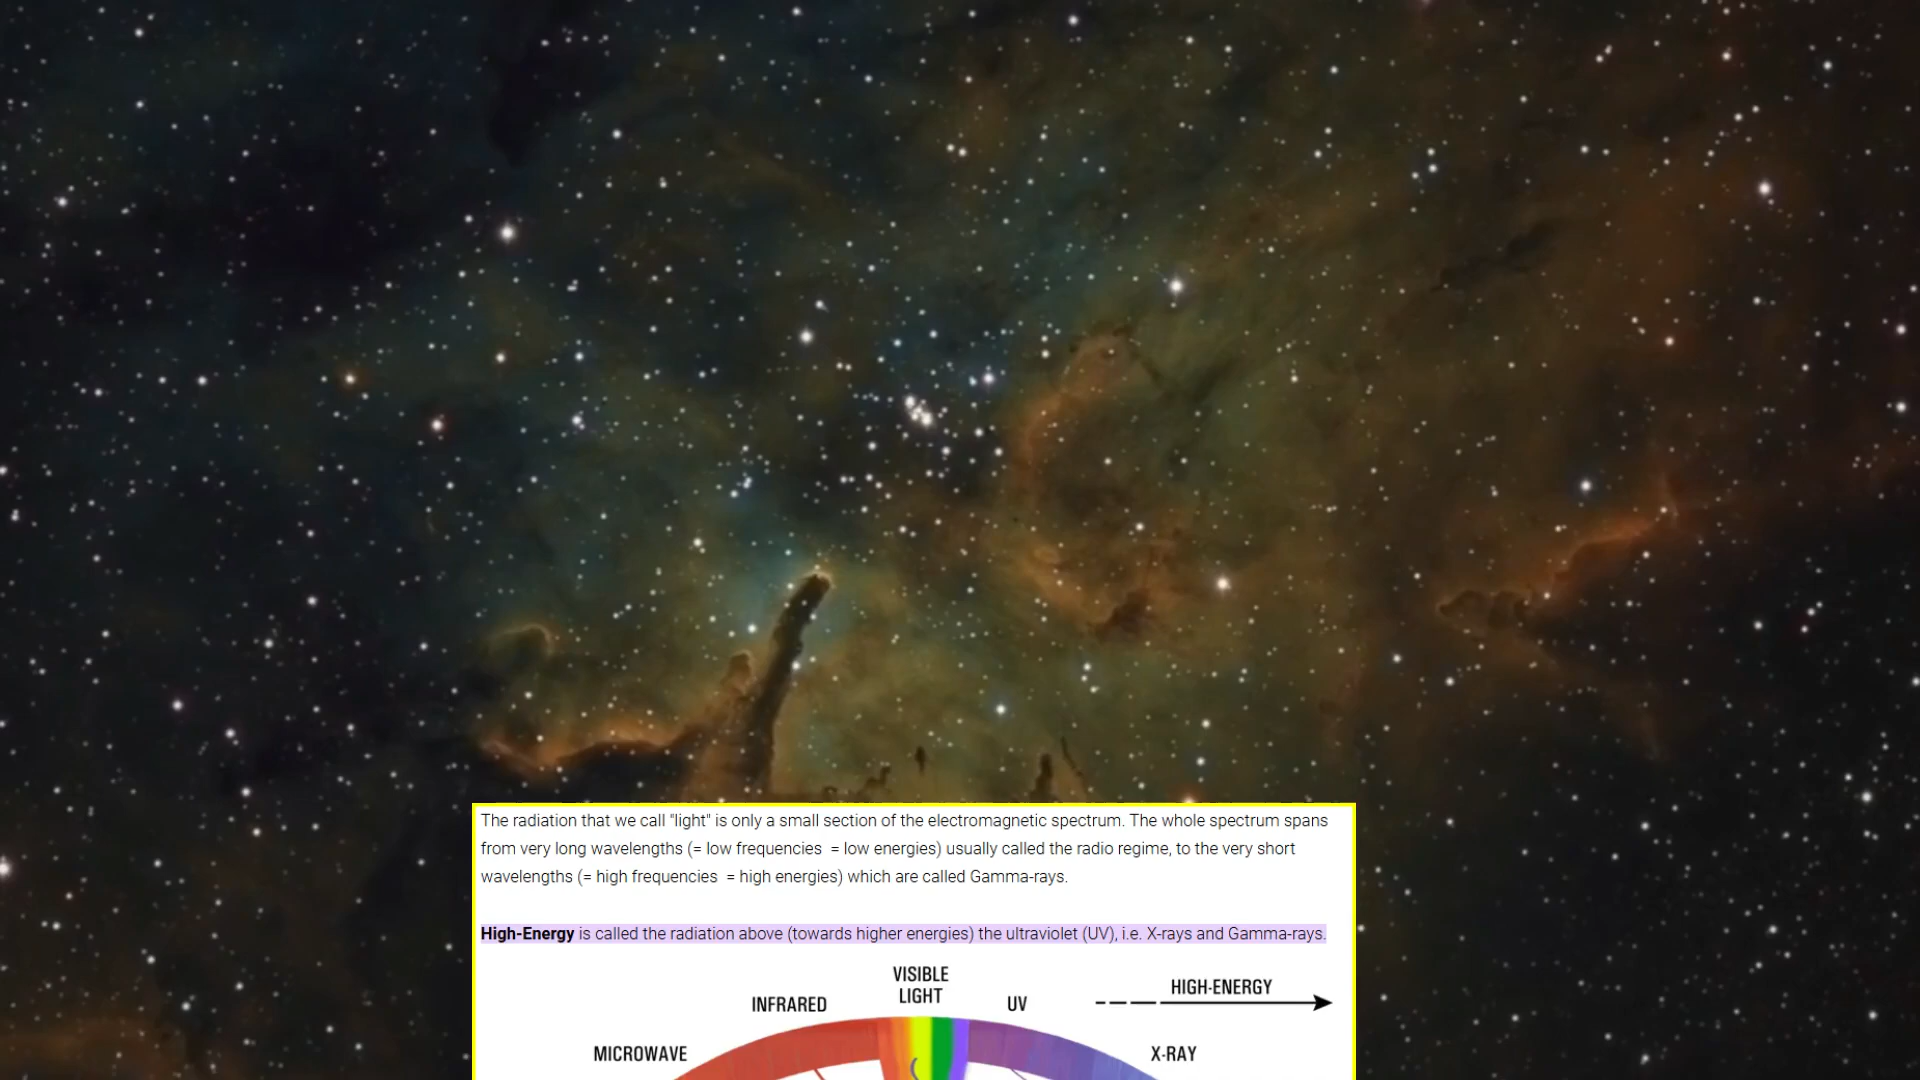 The radiation that we call "light" is only a small section of the electromagnetic spectrum. The whole spectrum spans
from very long wavelengths (= low frequencies  = low energies) usually called the radio regime, to the very short
wavelengths (= high frequencies  = high energies) which are called Gamma-rays.
High-Energy is called the radiation above (towards higher energies) the ultraviolet (UV), i.e. X-rays and Gamma-rays.
VISIBLE
LIGHT
HIGH-ENERGY
INFRARED
UV
MICROWAVE
X-RAY